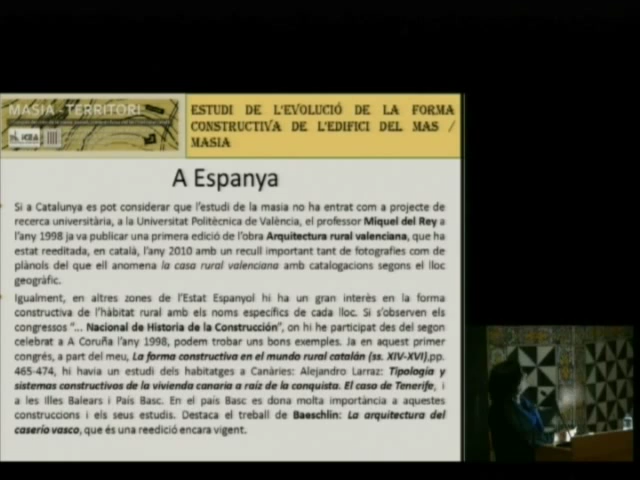 MASIA - TERRITORI
ESTUDI DE L'EVOLUCIÓ DE LA FORMA
CONSTRUCTIVA DE L'EDIFICI DEL MAS /
MASIA
A Espanya
Si a Catalunya es pot considerar que l'estudi de la masia no ha entrat com a projecte de
recerca universitària, a la Universitat Politècnica de València, el professor Miquel del Rey a
l'any 1998 ja va publicar una primera edició de l'obra Arquitectura rural valenciana, que ha
estat reeditada, en català, l'any 2010 amb un recull important tant de fotografies com de
plànols del que ell anomena la casa rural valenciana amb catalogacions segons el lloc
geogràfic.
Igualment, en altres zones de l'Estat Espanyol hi ha un gran interès en la forma
constructiva de l'hàbitat rural amb els noms específics de cada lloc. Si s'observen els
congressos "... Nacional de Historia de la Construcción", on hi he participat des del segon
celebrat a A Coruña l'any 1998, podem trobar uns bons exemples. Ja en aquest primer
congrés, a part del meu, La forma constructiva en el mundo rural catalán (ss. XIV-XVI),pp.
465-474, hi havia un estudi dels habitatges a Canàries: Alejandro Larraz: Tipología y
sistemas constructivos de la vivienda canaria a raíz de la conquista. El caso de Tenerife, i
a les Illes Balears i País Basc. En el país Basc es dona molta importància a aquestes
construccions i els seus estudis. Destaca el treball de Baeschlin: La arquitectura del
caserío vasco, que és una reedició encara vigent.